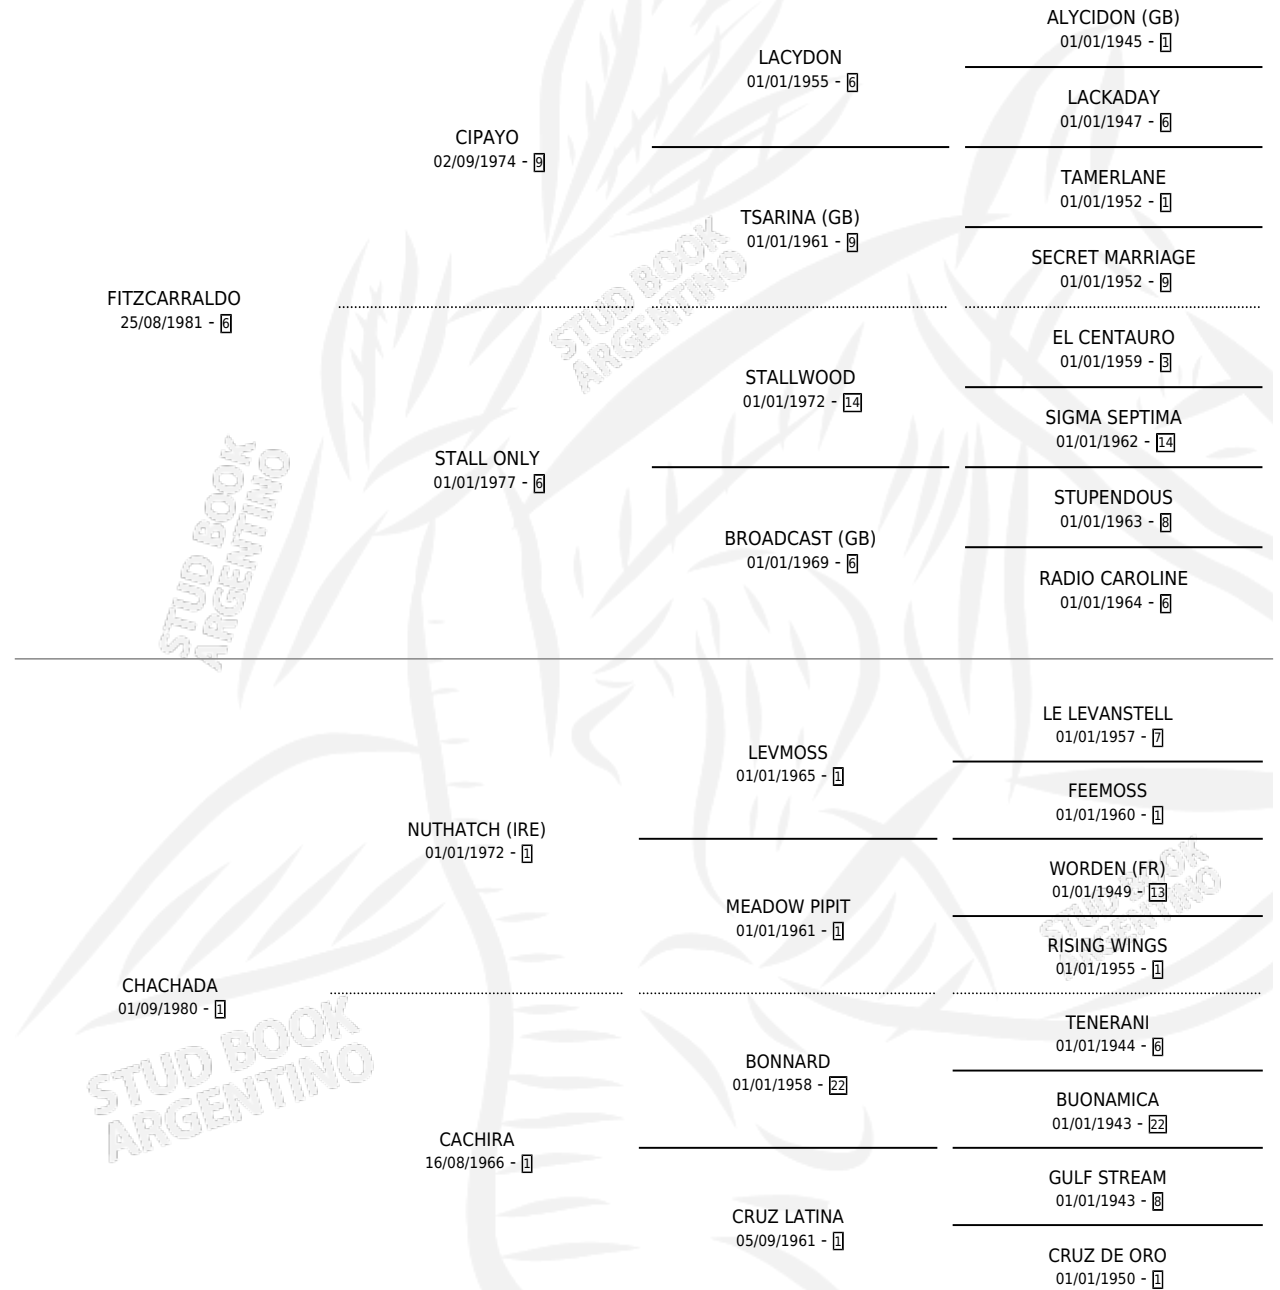 ALYCIDON (GB)
01/01/1945 - 1
LACYDON
01/01/1955 - 6
LACKADAY
01/01/1947 - 6
CIPAYO
02/09/1974 - 9
TAMERLANE
01/01/1952 - 1
TSARINA (GB)
01/01/1961 - 9
SECRET MARRIAGE
01/01/1952 - 9
FITZCARRALDO
25/08/1981 - 6
STUD BOOK
ARGENTINO
EL CENTAURO
01/01/1959 - 3
STALLWOOD
01/01/1972 - 14
SIGMA SEPTIMA
01/01/1962 - 14
STALL ONLY
01/01/1977 - 6
STUPENDOUS
01/01/1963 - 8
BROADCAST (GB)
01/01/1969 - 6
RADIO CAROLINE
01/01/1964 - 6
STUD BOOK
ARGENTINO
LE LEVANSTELL
01/01/1957 - 7
LEVMOSS
01/01/1965 - 1
FEEMOSS
01/01/1960 - 1
NUTHATCH (IRE)
01/01/1972 - 1
WORDEN (FR)
01/01/1949 - 13
MEADOW PIPIT
01/01/1961 - 1
STUD BOOK
ARGENTINO
RISING WINGS
01/01/1955 - 1
CHACHADA
01/09/1980 - 1
STUD BOOK
ARGENTINO
TENERANI
01/01/1944 - 6
BONNARD
01/01/1958 - 22
BUONAMICA
01/01/1943 - 22
CACHIRA
16/08/1966 - 1
GULF STREAM
01/01/1943 - 8
CRUZ LATINA
05/09/1961 - 1
CRUZ DE ORO
01/01/1950 - 1